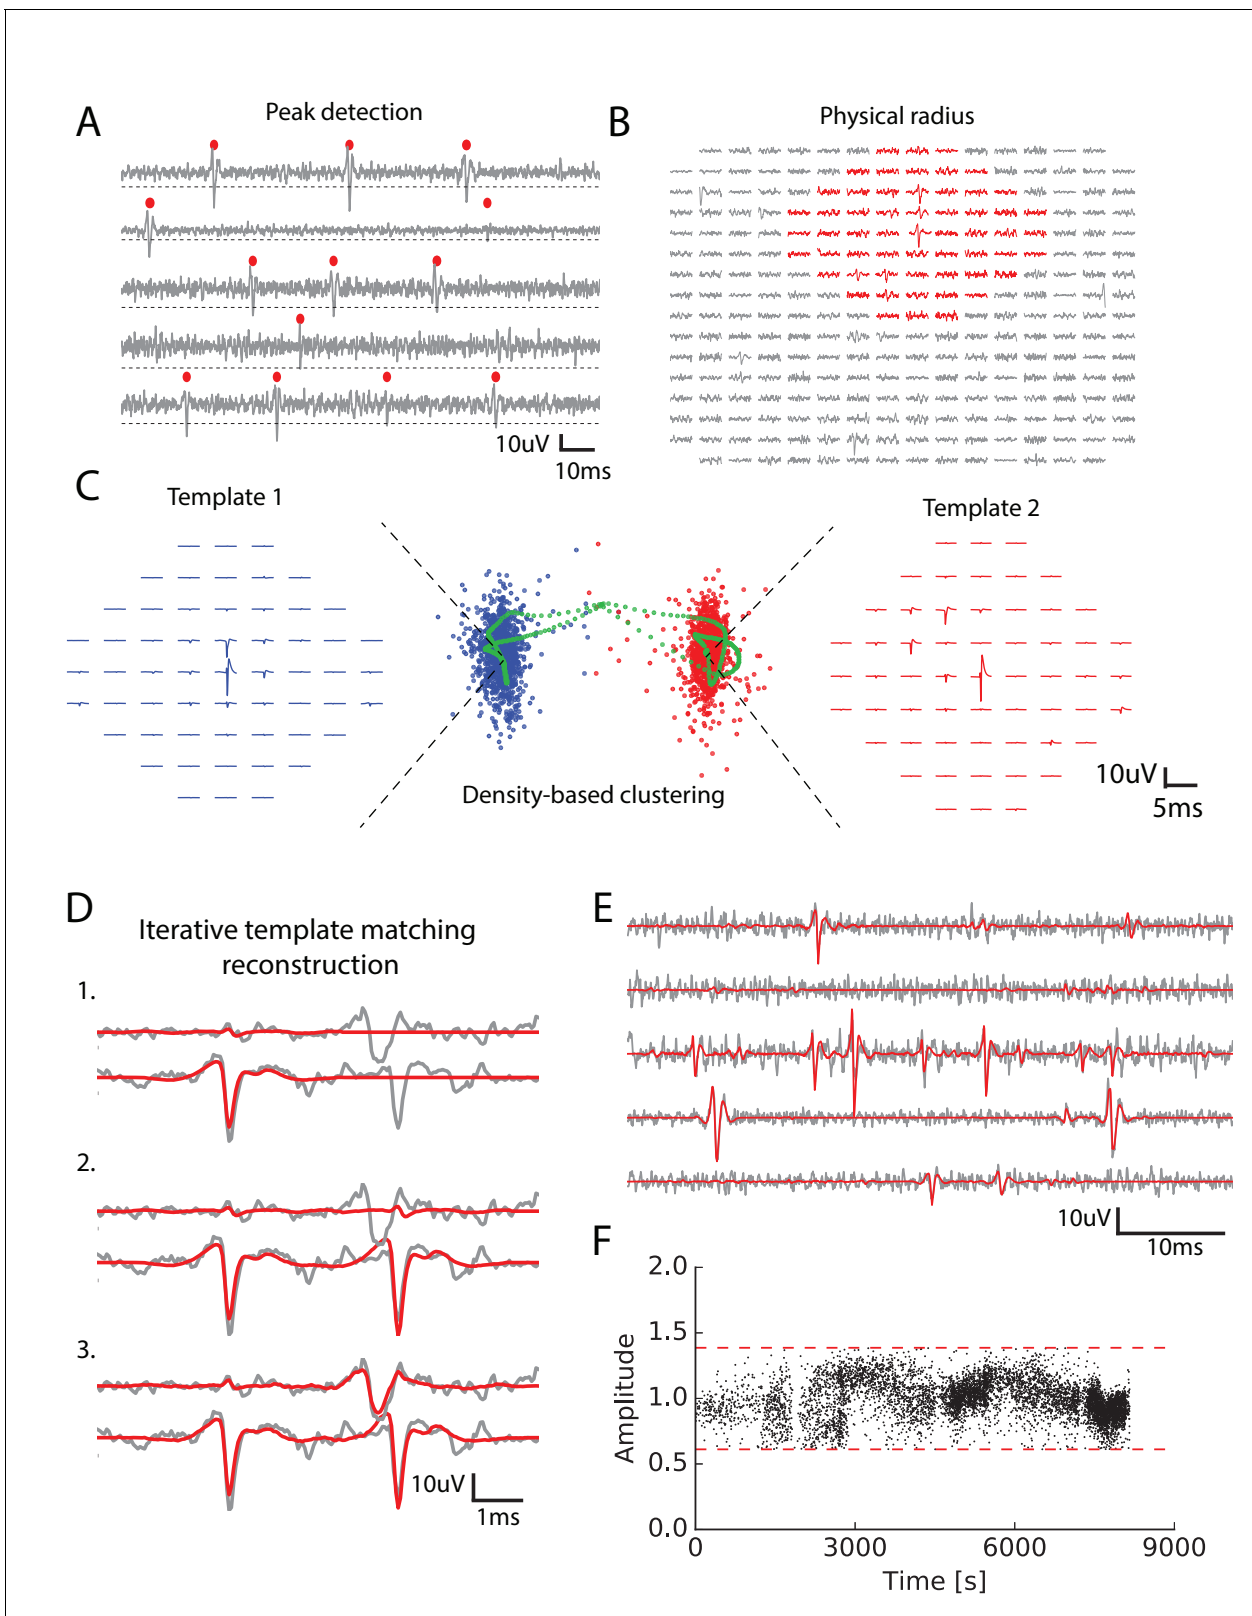 A
Peak detection
10uV
10ms
B
Physical radius
C
Template 1
Density-based clustering
Template 2
10uV
5ms
D
Iterative template matching
reconstruction
1.
2.
3.
10uV
1ms
E
10uV
10ms
F
2.0
1.5
1.0
0.5
0.0
Amplitude
0
3000
6000
9000
Time [s]